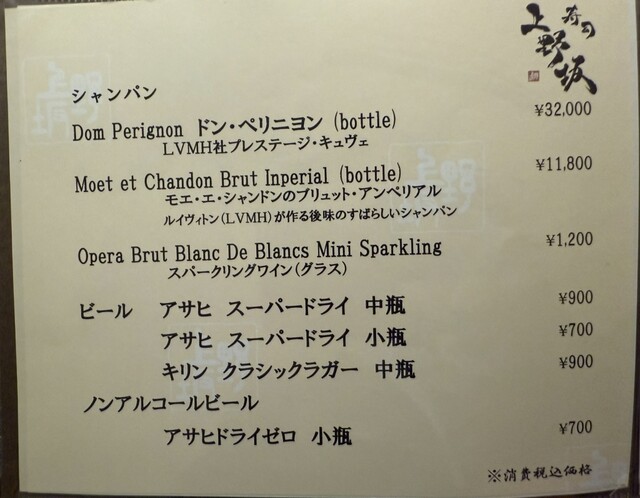 寿司
上野坂
シャンパン
Dom Perignon ドン・ペリニヨン (bottle) ¥32,000
LVMH社プレステージ・キュヴェ
Moet et Chandon Brut Inperial (bottle) ¥11,800
モエ・エ・シャンドンのブリュット・アンペリアル
ルイヴィトン(LVMH)が作る後味のすばらしいシャンパン
Opera Brut Blanc De Blancs Mini Sparkling ¥1,200
スパークリングワイン(グラス)
ビール アサヒ スーパードライ 中瓶 ¥900
アサヒ スーパードライ 小瓶 ¥700
キリン クラシックラガー 中瓶 ¥900
ノンアルコールビール
アサヒドライゼロ 小瓶 ¥700
※消費税込価格